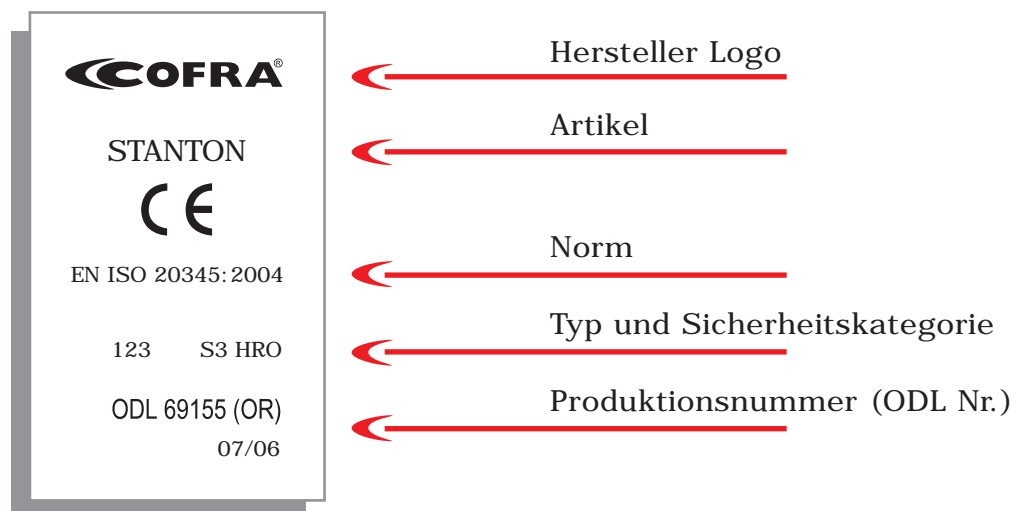 COFRA®
Hersteller Logo
STANTON
Artikel
CE
EN ISO 20345:2004
Norm
123 S3 HRO
Typ und Sicherheitskategorie
ODL 69155 (OR)
Produktionsnummer (ODL Nr.)
07/06